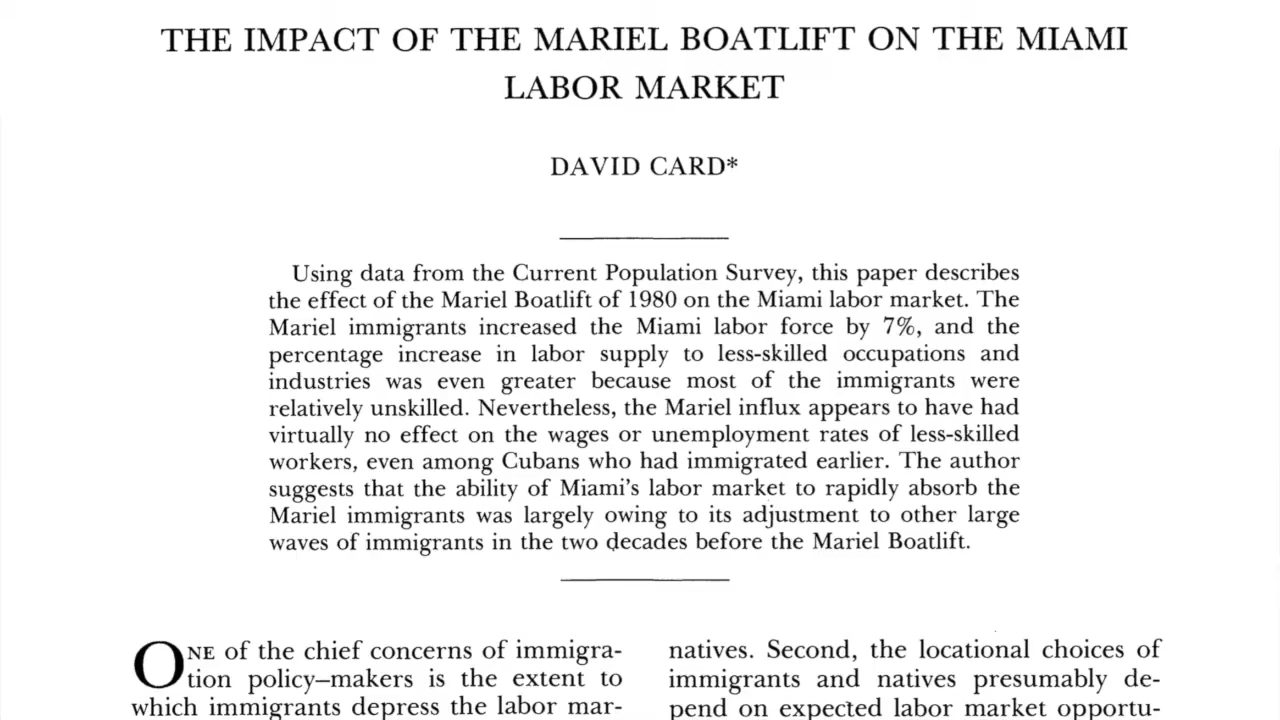 THE IMPACT OF THE MARIEL BOATLIFT ON THE MIAMI
LABOR MARKET
DAVID CARD*
Using data from the Current Population Survey, this paper describes
the effect of the Mariel Boatlift of 1980 on the Miami labor market. The
Mariel immigrants increased the Miami labor force by 7%, and the
percentage increase in labor supply to less-skilled occupations and
industries was even greater because most of the immigrants were
relatively unskilled. Nevertheless, the Mariel influx appears to have had
virtually no effect on the wages or unemployment rates of less-skilled
workers, even among Cubans who had immigrated earlier. The author
suggests that the ability of Miami's labor market to rapidly absorb the
Mariel immigrants was largely owing to its adjustment to other large
waves of immigrants in the two decades before the Mariel Boatlift.
ONE of the chief concerns of immigra-
tion policy–makers is the extent to
which immigrants depress the labor mar-
natives. Second, the locational choices of
immigrants and natives presumably de-
pend on expected labor market opportu-